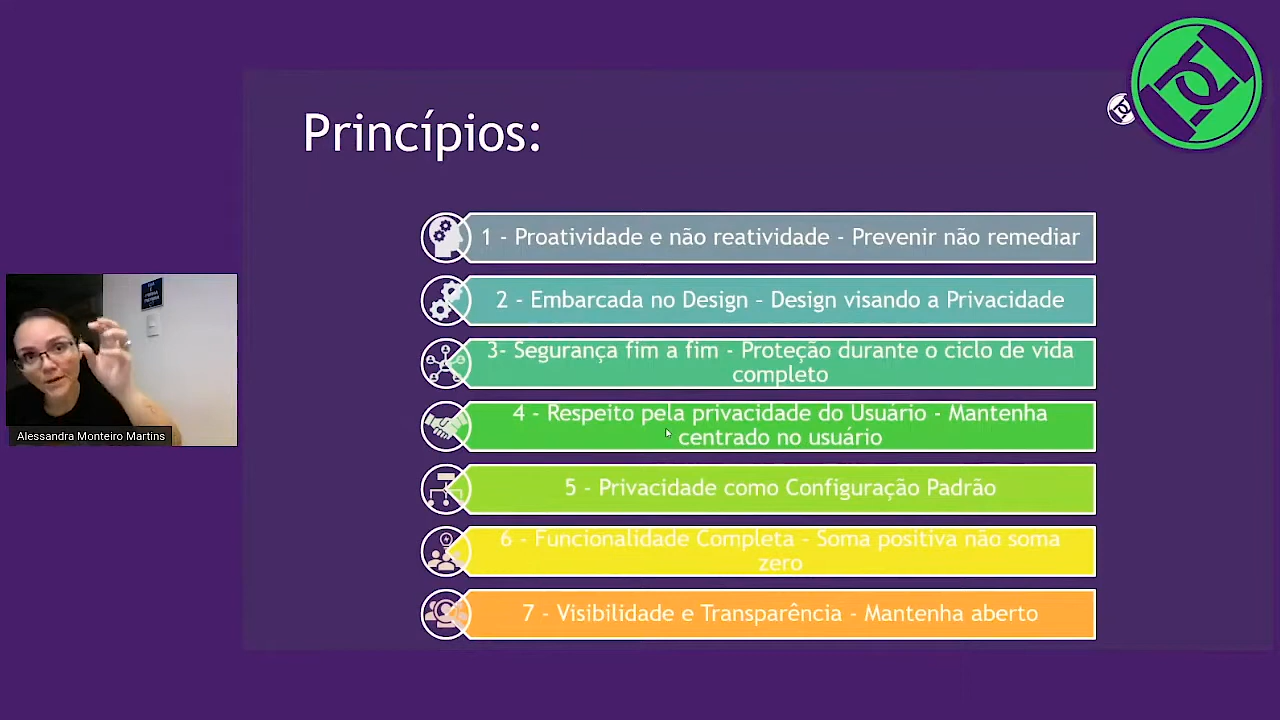 Princípios:
1 - Proatividade e não reatividade - Prevenir não remediar
2 - Embarcada no Design – Design visando a Privacidade
3- Segurança fim a fim - Proteção durante o ciclo de vida
completo
4 - Respeito pela privacidade do Usuário - Mantenha
centrado no usuário
5 - Privacidade como Configuração Padrão
6 - Funcionalidade Completa - Soma positiva não soma
zero
7 - Visibilidade e Transparência - Mantenha aberto
Alessandra Monteiro Martins